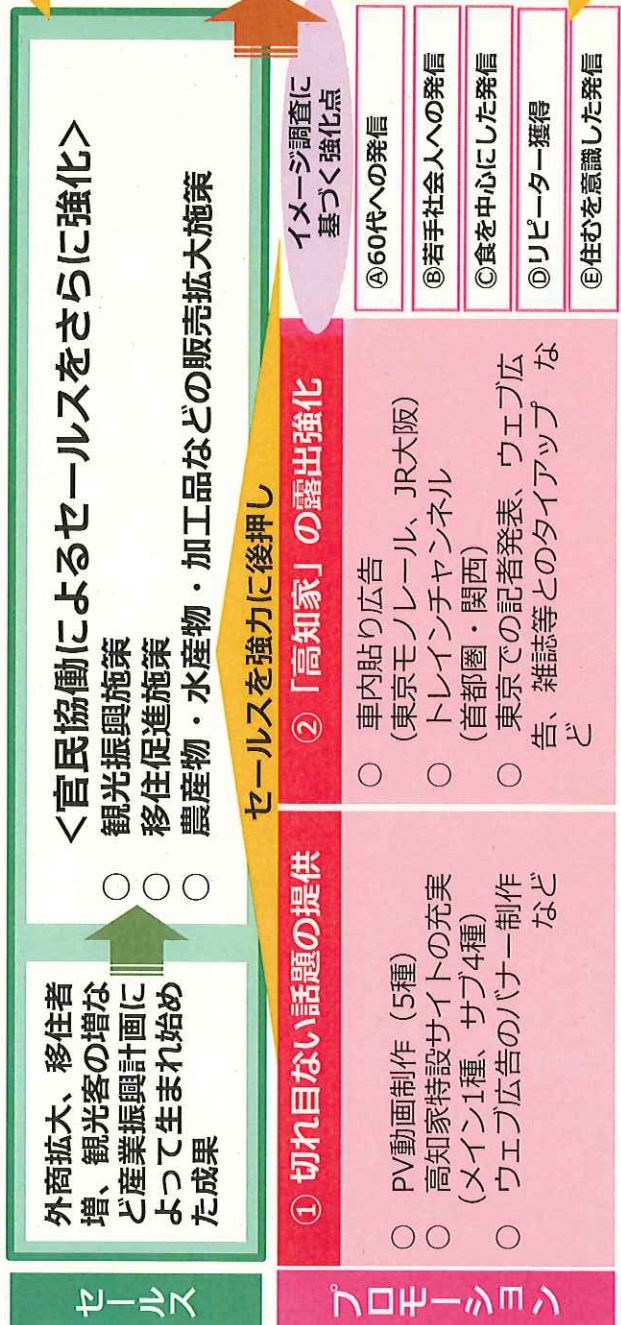 セールス
外商拡大、移住者
増、観光客の増な
ど産業振興計画に
よって生まれ始め
た成果
<官民協働によるセールスをさらに強化>
○ 観光振興施策
○ 移住促進施策
○ 農産物・水産物・加工品などの販売拡大施策
セールスを強力に後押し
プロモーション
① 切れ目ない話題の提供
○ PV動画制作（5種）
○ 高知家特設サイトの充実
（メイン1種、サブ4種）
○ ウェブ広告のバナー制作
など
② 「高知家」の露出強化
○ 車内貼り広告
（東京モノレール、JR大阪）
○ トレインチャンネル
（首都圏・関西）
○ 東京での記者発表、ウェブ広
告、雑誌等とのタイアップ な
ど
イメージ調査に
基づく強化点
Ⓐ60代への発信
Ⓑ若手社会人への発信
Ⓒ食を中心にした発信
Ⓓリピーター獲得
Ⓔ住むを意識した発信